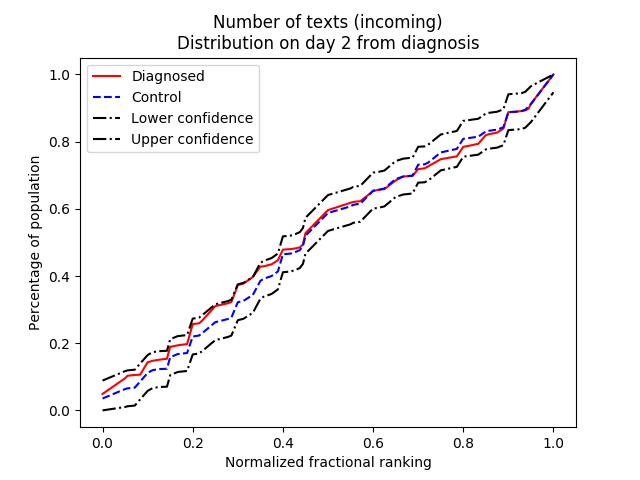 Number of texts (incoming)
Distribution on day 2 from diagnosis
Diagnosed
Control
Lower confidence
Upper confidence
Percentage of population
1.0
0.8
0.6
0.4
0.2
0.0
0.0 0.2 0.4 0.6 0.8 1.0
Normalized fractional ranking